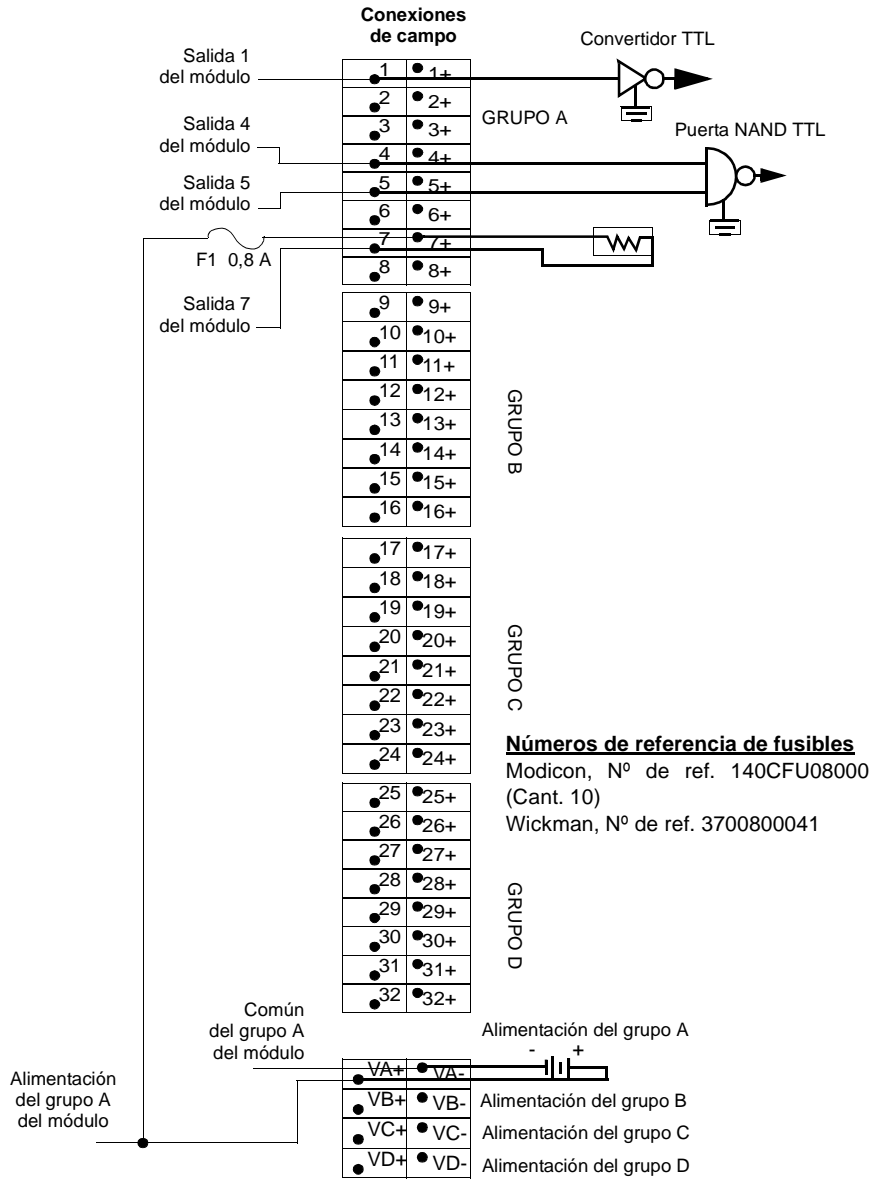 Conexiones
de campo
Convertidor TTL
Salida 1
del módulo
1 1+
2 2+
GRUPO A
Salida 4
del módulo
3 3+
Puerta NAND TTL
4 4+
Salida 5
del módulo
5 5+
6 6+
7 7+
F1 0,8 A
8 8+
Salida 7
del módulo
9 9+
10 10+
11 11+
12 12+
13 13+
14 14+
15 15+
16 16+
GRUPO B
17 17+
18 18+
19 19+
20 20+
21 21+
22 22+
23 23+
24 24+
GRUPO C
Números de referencia de fusibles
Modicon, Nº de ref. 140CFU08000
(Cant. 10)
Wickman, Nº de ref. 3700800041
25 25+
26 26+
27 27+
28 28+
29 29+
30 30+
31 31+
32 32+
GRUPO D
Común
del grupo A
del módulo
Alimentación del grupo A
- +
Alimentación
del grupo A
del módulo
VA+ VA-
VB+ VB- Alimentación del grupo B
VC+ VC- Alimentación del grupo C
VD+ VD- Alimentación del grupo D